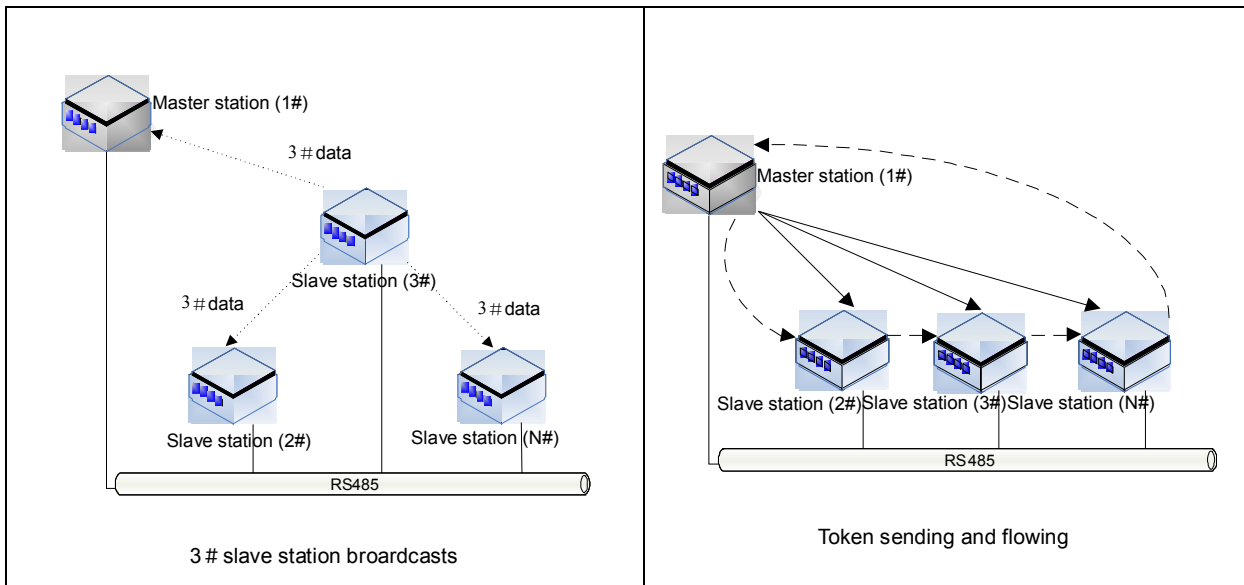 Master station (1#)
3＃data
Slave station (3#)
3＃data
3＃data
Slave station (2#)
Slave station (N#)
RS485
3＃slave station broardcasts
Master station (1#)
Slave station (2#)
Slave station (3#)
Slave station (N#)
RS485
Token sending and flowing